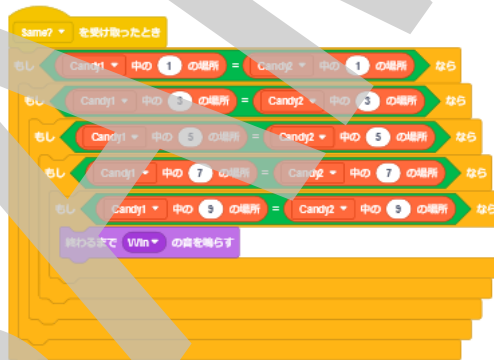 Same? を受け取ったとき
もし Candy1 中の 1 の場所 = Candy2 中の 1 の場所 なら
もし Candy1 中の 3 の場所 = Candy2 中の 3 の場所 なら
もし Candy1 中の 5 の場所 = Candy2 中の 5 の場所 なら
もし Candy1 中の 7 の場所 = Candy2 中の 7 の場所 なら
もし Candy1 中の 9 の場所 = Candy2 中の 9 の場所 なら
終わるまで Win の音を鳴らす